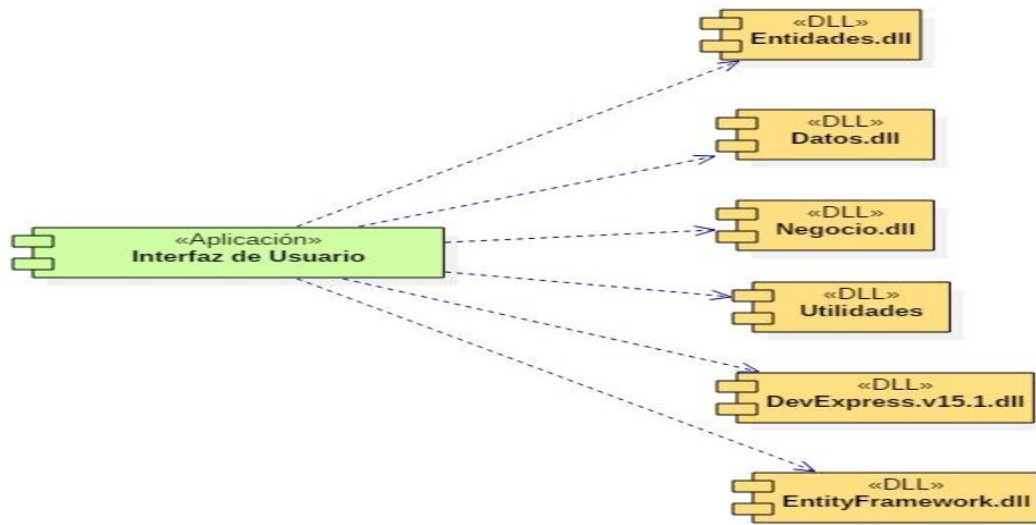 «DLL»
Entidades.dll
«DLL»
Datos.dll
«DLL»
Negocio.dll
«Aplicación»
Interfaz de Usuario
«DLL»
Utilidades
«DLL»
DevExpress.v15.1.dll
«DLL»
EntityFramework.dll